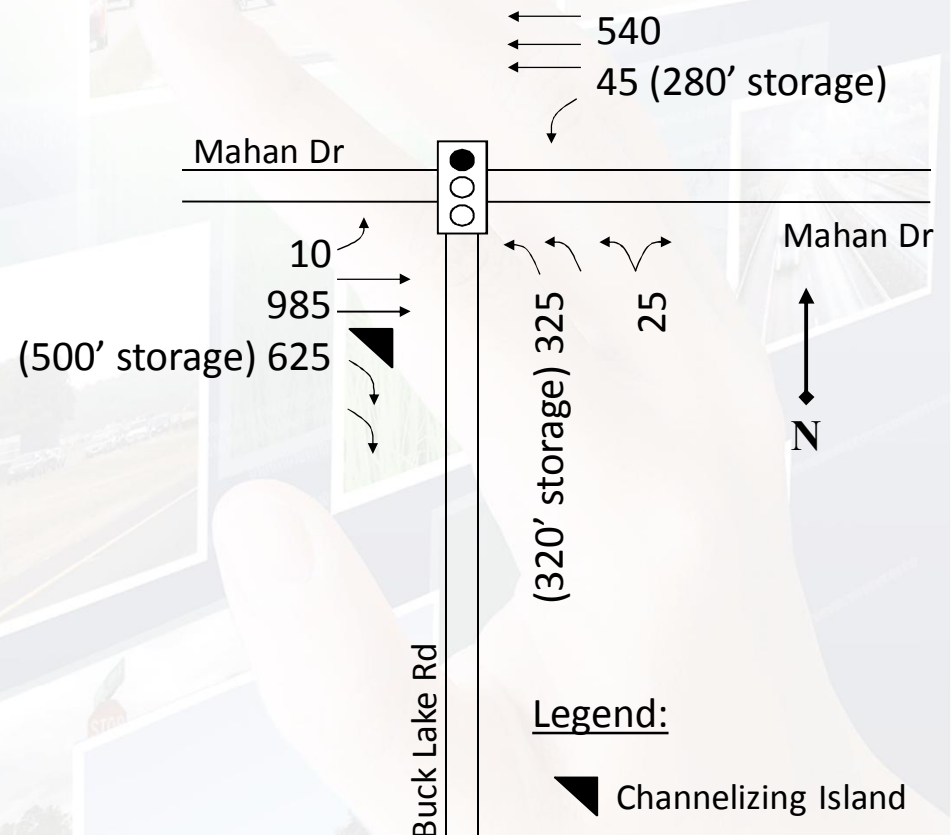 540
45 (280’ storage)
Mahan Dr
Mahan Dr
10
985
(500’ storage) 625
(320’ storage) 325
25
N
Buck Lake Rd
Legend:
Channelizing Island
STOP